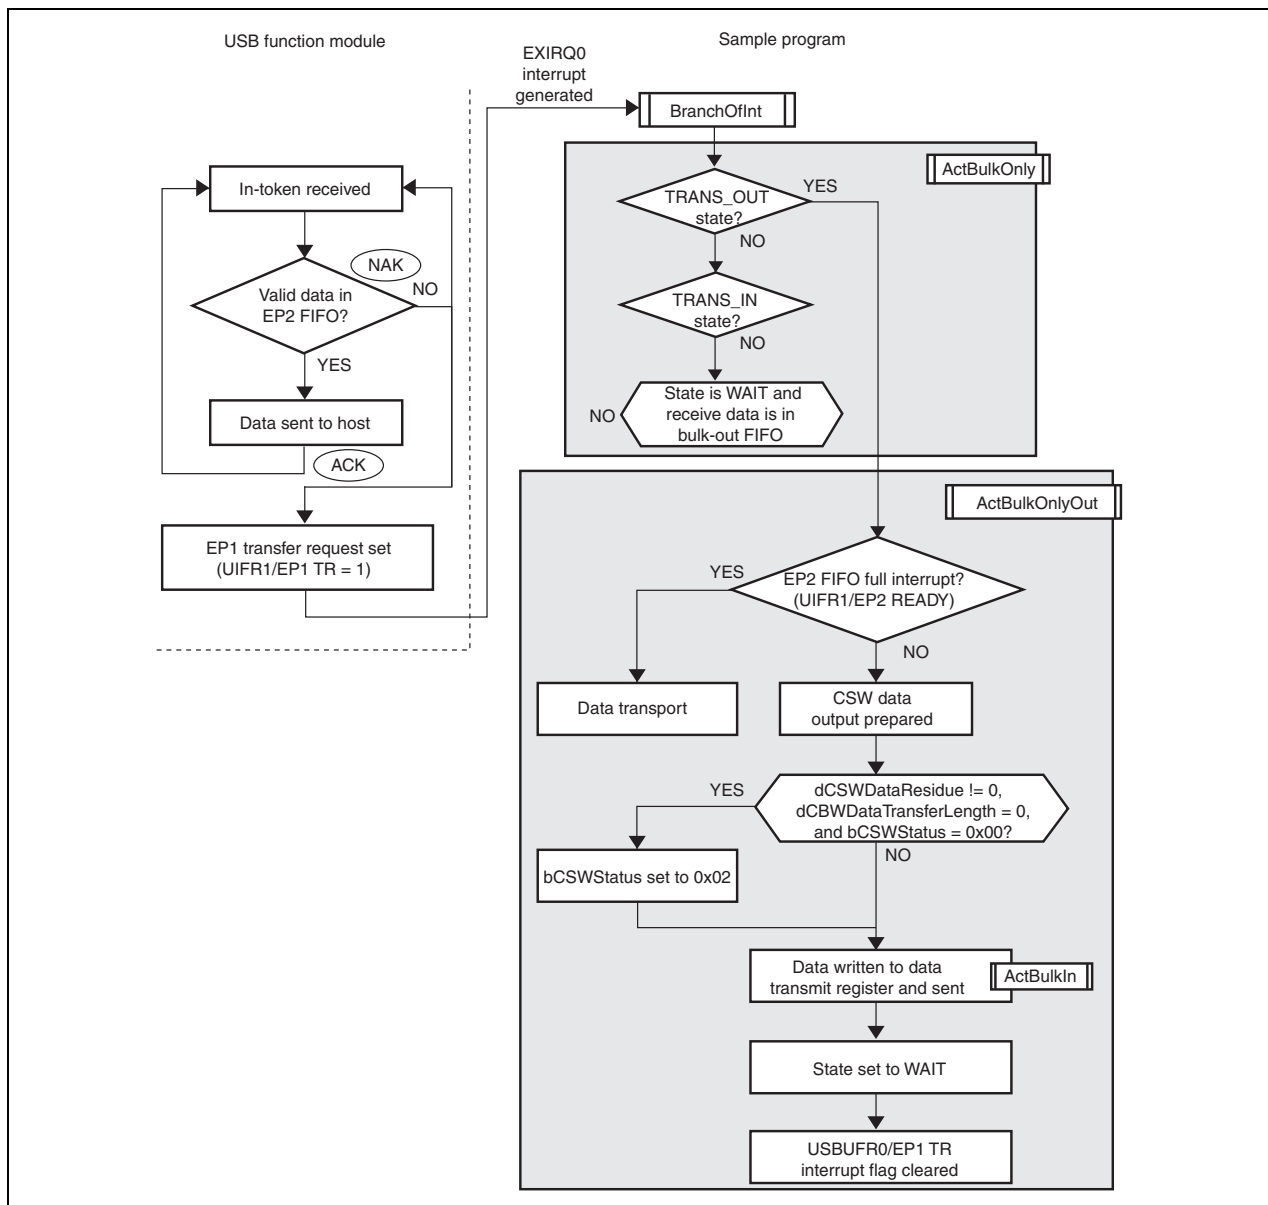 USB function module
Sample program
EXIRQ0
interrupt
generated
BranchOfInt
ActBulkOnly
In-token received
TRANS_OUT
state?
YES
NO
NAK
Valid data in
EP2 FIFO?
NO
YES
TRANS_IN
state?
NO
Data sent to host
ACK
State is WAIT and
receive data is in
bulk-out FIFO
NO
EP1 transfer request set
(UIFR1/EP1 TR = 1)
ActBulkOnlyOut
EP2 FIFO full interrupt?
(UIFR1/EP2 READY)
YES
NO
Data transport
CSW data
output prepared
YES
dCSWDataResidue != 0,
dCBWDataTransferLength = 0,
and bCSWStatus = 0x00?
NO
bCSWStatus set to 0x02
Data written to data
transmit register and sent
ActBulkIn
State set to WAIT
USBUFR0/EP1 TR
interrupt flag cleared